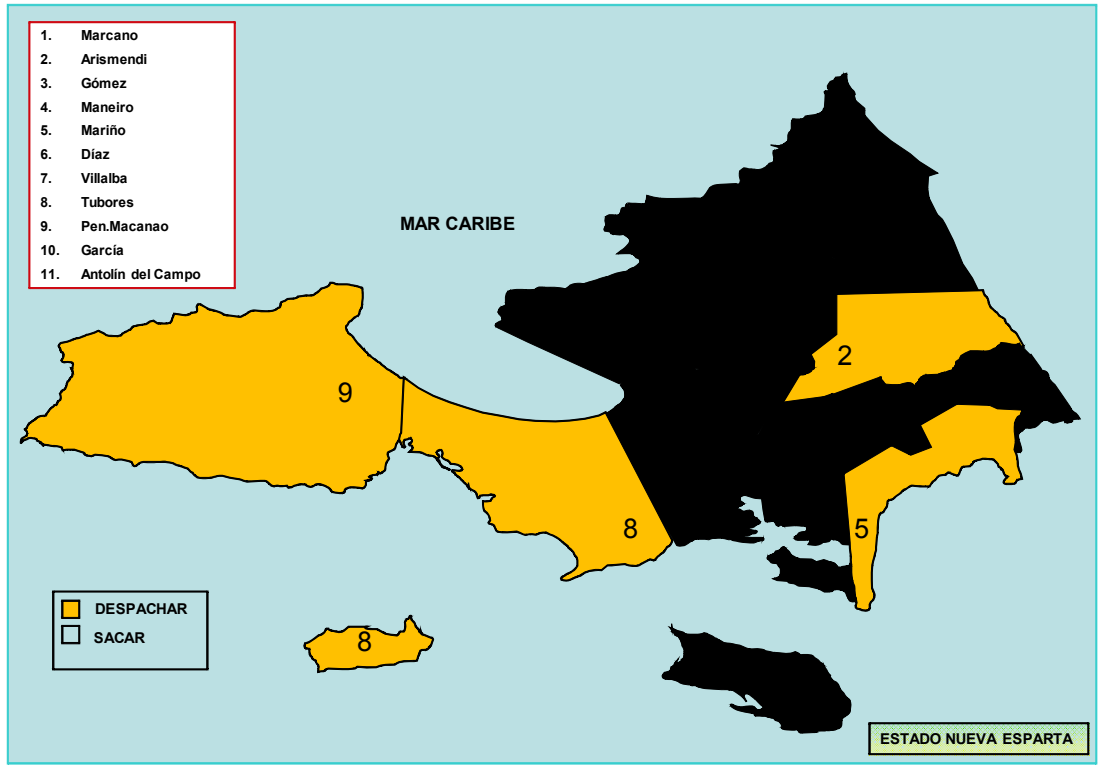 1. Marcano
2. Arismendi
3. Gómez
4. Maneiro
5. Mariño
6. Díaz
7. Villalba
8. Tubores
9. Pen.Macanao
10. García
11. Antolín del Campo
MAR CARIBE
2
9
8
5
8
DESPACHAR
SACAR
ESTADO NUEVA ESPARTA